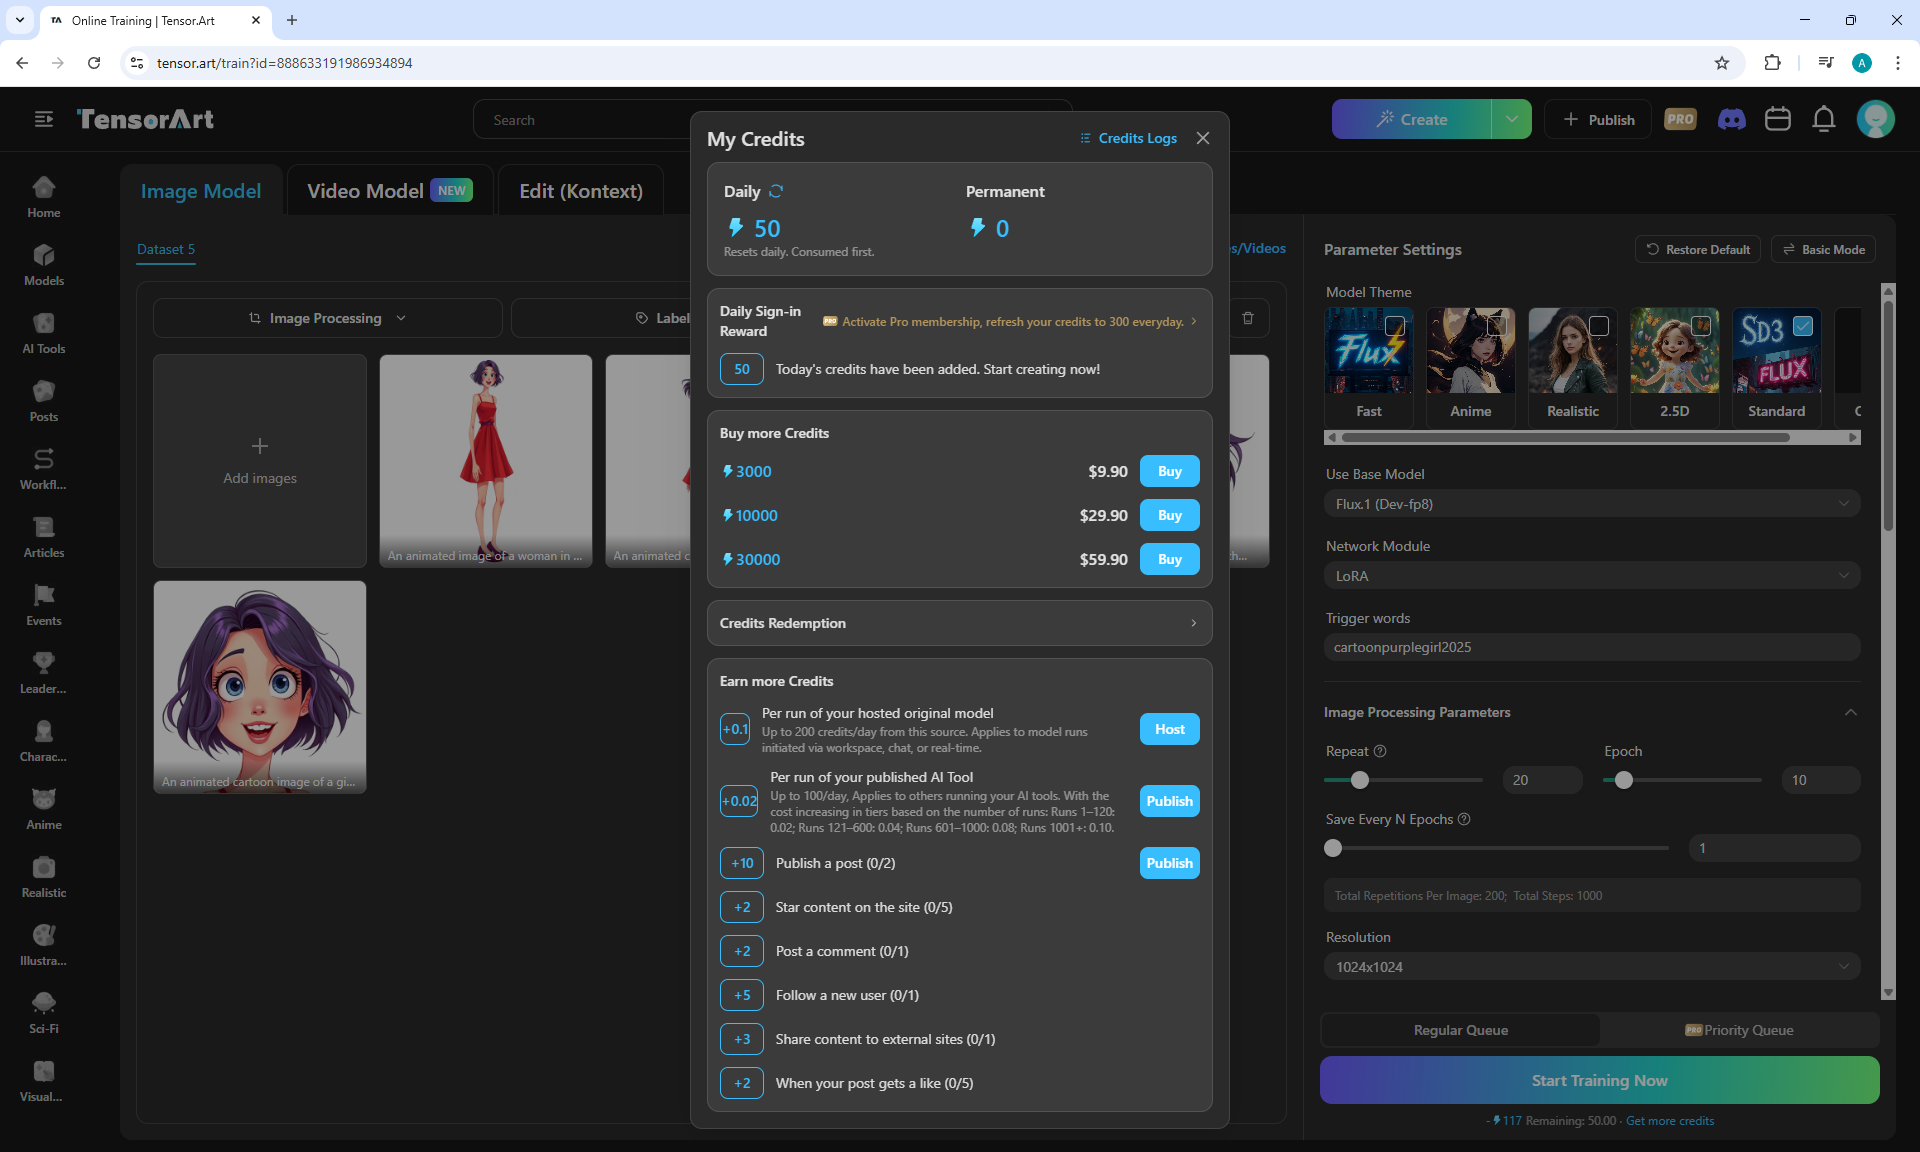 Online Training | Tensor.Art
tensor.art/train?id=888633191986934894
A
TensorArt
Search
Create
Publish
PRO
Home
Models
AI Tools
Posts
Workfl...
Articles
Events
Leader...
Charac...
Anime
Realistic
Illustra...
Sci-Fi
Visual...
Image Model
Video Model NEW
Edit (Kontext)
Dataset 5
s/Videos
Image Processing
Label
Add images
An animated image of a woman in ...
An animated c
h...
An animated cartoon image of a gi...
My Credits
Credits Logs
Daily
Permanent
50
0
Resets daily. Consumed first.
Daily Sign-in
Reward
PRO Activate Pro membership, refresh your credits to 300 everyday.
50 Today's credits have been added. Start creating now!
Buy more Credits
3000 $9.90 Buy
10000 $29.90 Buy
30000 $59.90 Buy
Credits Redemption
Earn more Credits
+0.1
Per run of your hosted original model
Up to 200 credits/day from this source. Applies to model runs
initiated via workspace, chat, or real-time.
Host
+0.02
Per run of your published AI Tool
Up to 100/day, Applies to others running your AI tools. With the
cost increasing in tiers based on the number of runs: Runs 1–120:
0.02; Runs 121–600: 0.04; Runs 601–1000: 0.08; Runs 1001+: 0.10.
Publish
+10 Publish a post (0/2) Publish
+2 Star content on the site (0/5)
+2 Post a comment (0/1)
+5 Follow a new user (0/1)
+3 Share content to external sites (0/1)
+2 When your post gets a like (0/5)
Parameter Settings
Restore Default
Basic Mode
Model Theme
Flux
SD3
FLUX
Fast
Anime
Realistic
2.5D
Standard
C
Use Base Model
Flux.1 (Dev-fp8)
Network Module
LoRA
Trigger words
cartoonpurplegirl2025
Image Processing Parameters
Repeat
Epoch
20
10
Save Every N Epochs
1
Total Repetitions Per Image: 200; Total Steps: 1000
Resolution
1024x1024
Regular Queue
PRO Priority Queue
Start Training Now
- 117 Remaining: 50.00 · Get more credits